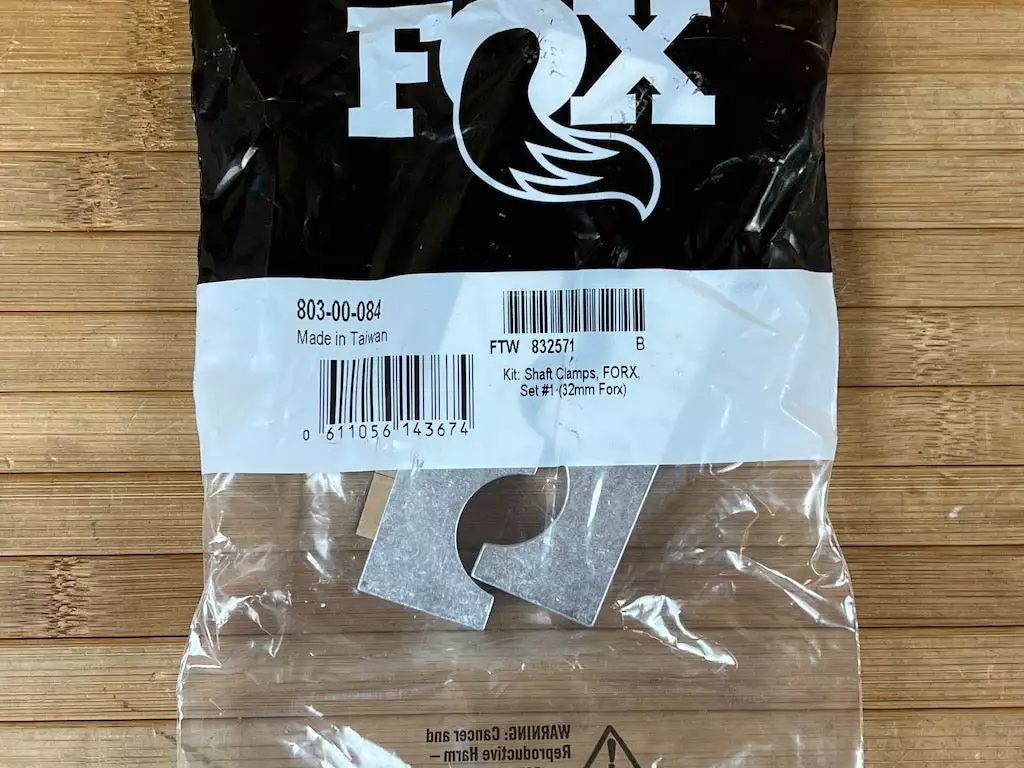 FOX
803-00-084
Made in Taiwan
0 611056 143674
FTW 832571 B
Kit: Shaft Clamps, FORX,
Set #1 (32mm Forx)
WARNING: Cancer and
Reproductive Harm –